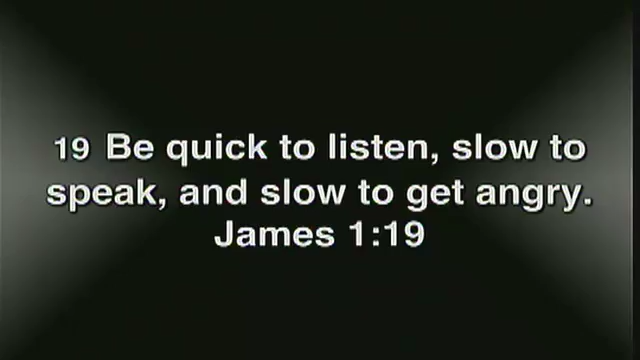 19 Be quick to listen, slow to
speak, and slow to get angry.
James 1:19